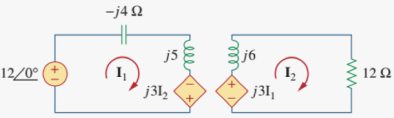 −j4 Ω
j5
j6
12/0°
+
−
I₁
j3I₂
−
+
+
−
j3I₁
I₂
12 Ω